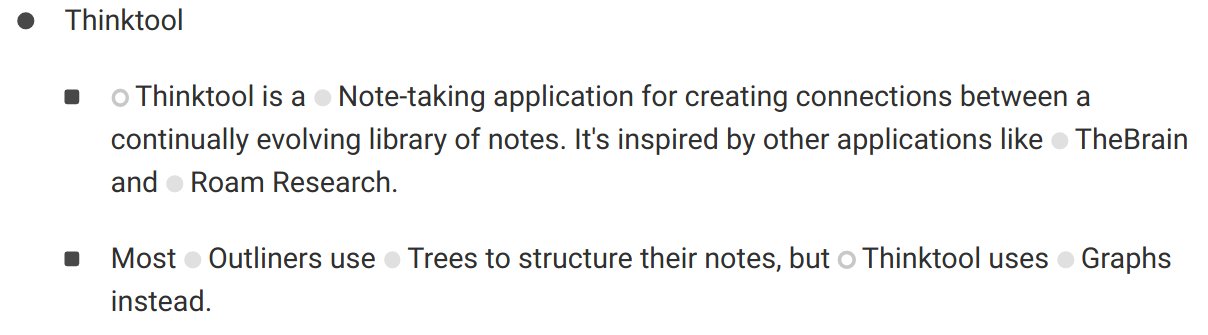 Thinktool
Thinktool is a Note-taking application for creating connections between a
continually evolving library of notes. It's inspired by other applications like TheBrain
and Roam Research.
Most Outliners use Trees to structure their notes, but Thinktool uses Graphs
instead.